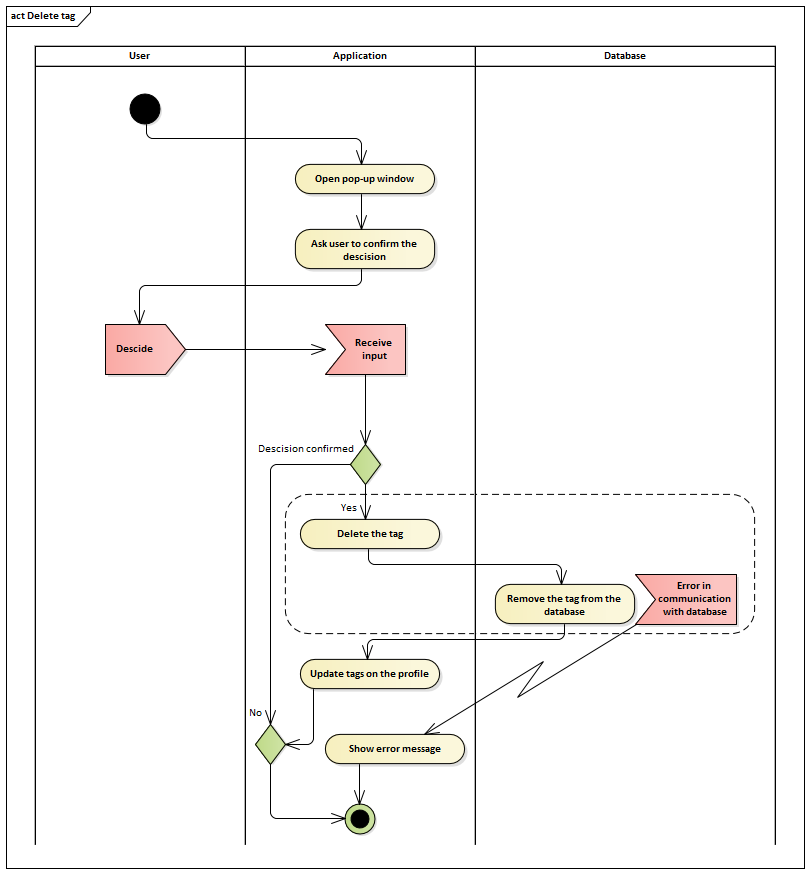 act Delete tag
User
Application
Database
Open pop-up window
Ask user to confirm the
descision
Descide
Receive
input
Descision confirmed
Yes
Delete the tag
Remove the tag from the
database
Error in
communication
with database
Update tags on the profile
No
Show error message